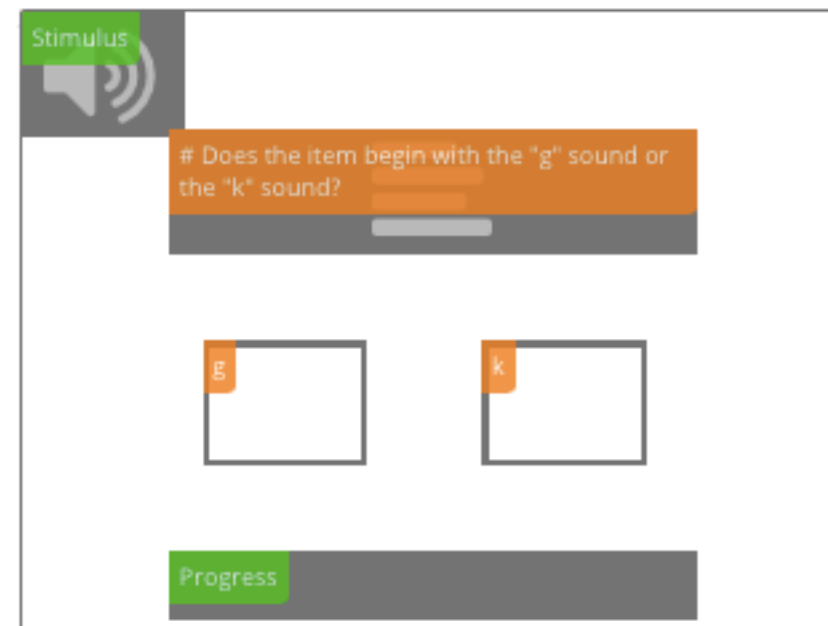 Stimulus
# Does the item begin with the "g" sound or
the "k" sound?
g
k
Progress